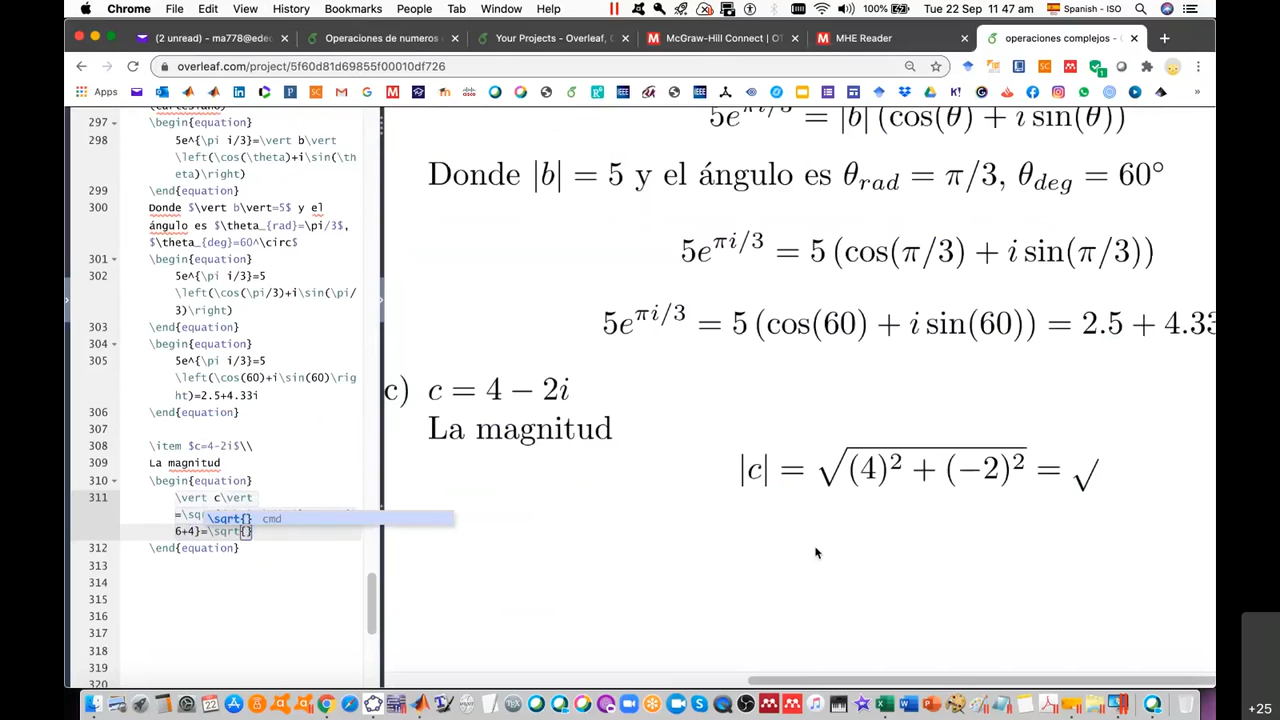 Chrome File Edit View History Bookmarks People Tab Window Help 100% Tue 22 Sep 11 47 am Spanish - ISO
(2 unread) - ma778@ede Operaciones de numeros Your Projects - Overleaf, McGraw-Hill Connect | OT MHE Reader operaciones complejos -
overleaf.com/project/5f60d81d69855f00010df726
Apps
(cartesiano)
297
\begin{equation}
298 5e^{\pi i/3}=\vert b\vert
\left(\cos(\theta)+i\sin(\th
eta)\right)
299 \end{equation}
300 Donde $\vert b\vert=5$ y el
ángulo es $\theta_{rad}=\pi/3$,
$\theta_{deg}=60^\circ$
301 \begin{equation}
302 5e^{\pi i/3}=5
\left(\cos(\pi/3)+i\sin(\pi/
3)\right)
303 \end{equation}
304 \begin{equation}
305 5e^{\pi i/3}=5
\left(\cos(60)+i\sin(60)\rig
ht)=2.5+4.33i
306 \end{equation}
307
308 \item $c=4-2i$\\
309 La magnitud
310 \begin{equation}
311 \vert c\vert
=\sq
\sqrt{} cmd
6+4}=\sqrt{}
312 \end{equation}
313
314
315
316
317
318
319
320
5e^{πi/3} = |b| (cos(θ) + i sin(θ))
Donde |b| = 5 y el ángulo es θ_{rad} = π/3, θ_{deg} = 60°
5e^{πi/3} = 5 (cos(π/3) + i sin(π/3))
5e^{πi/3} = 5 (cos(60) + i sin(60)) = 2.5 + 4.33
c) c = 4 − 2i
La magnitud
|c| = √(4)² + (−2)² = √
+25